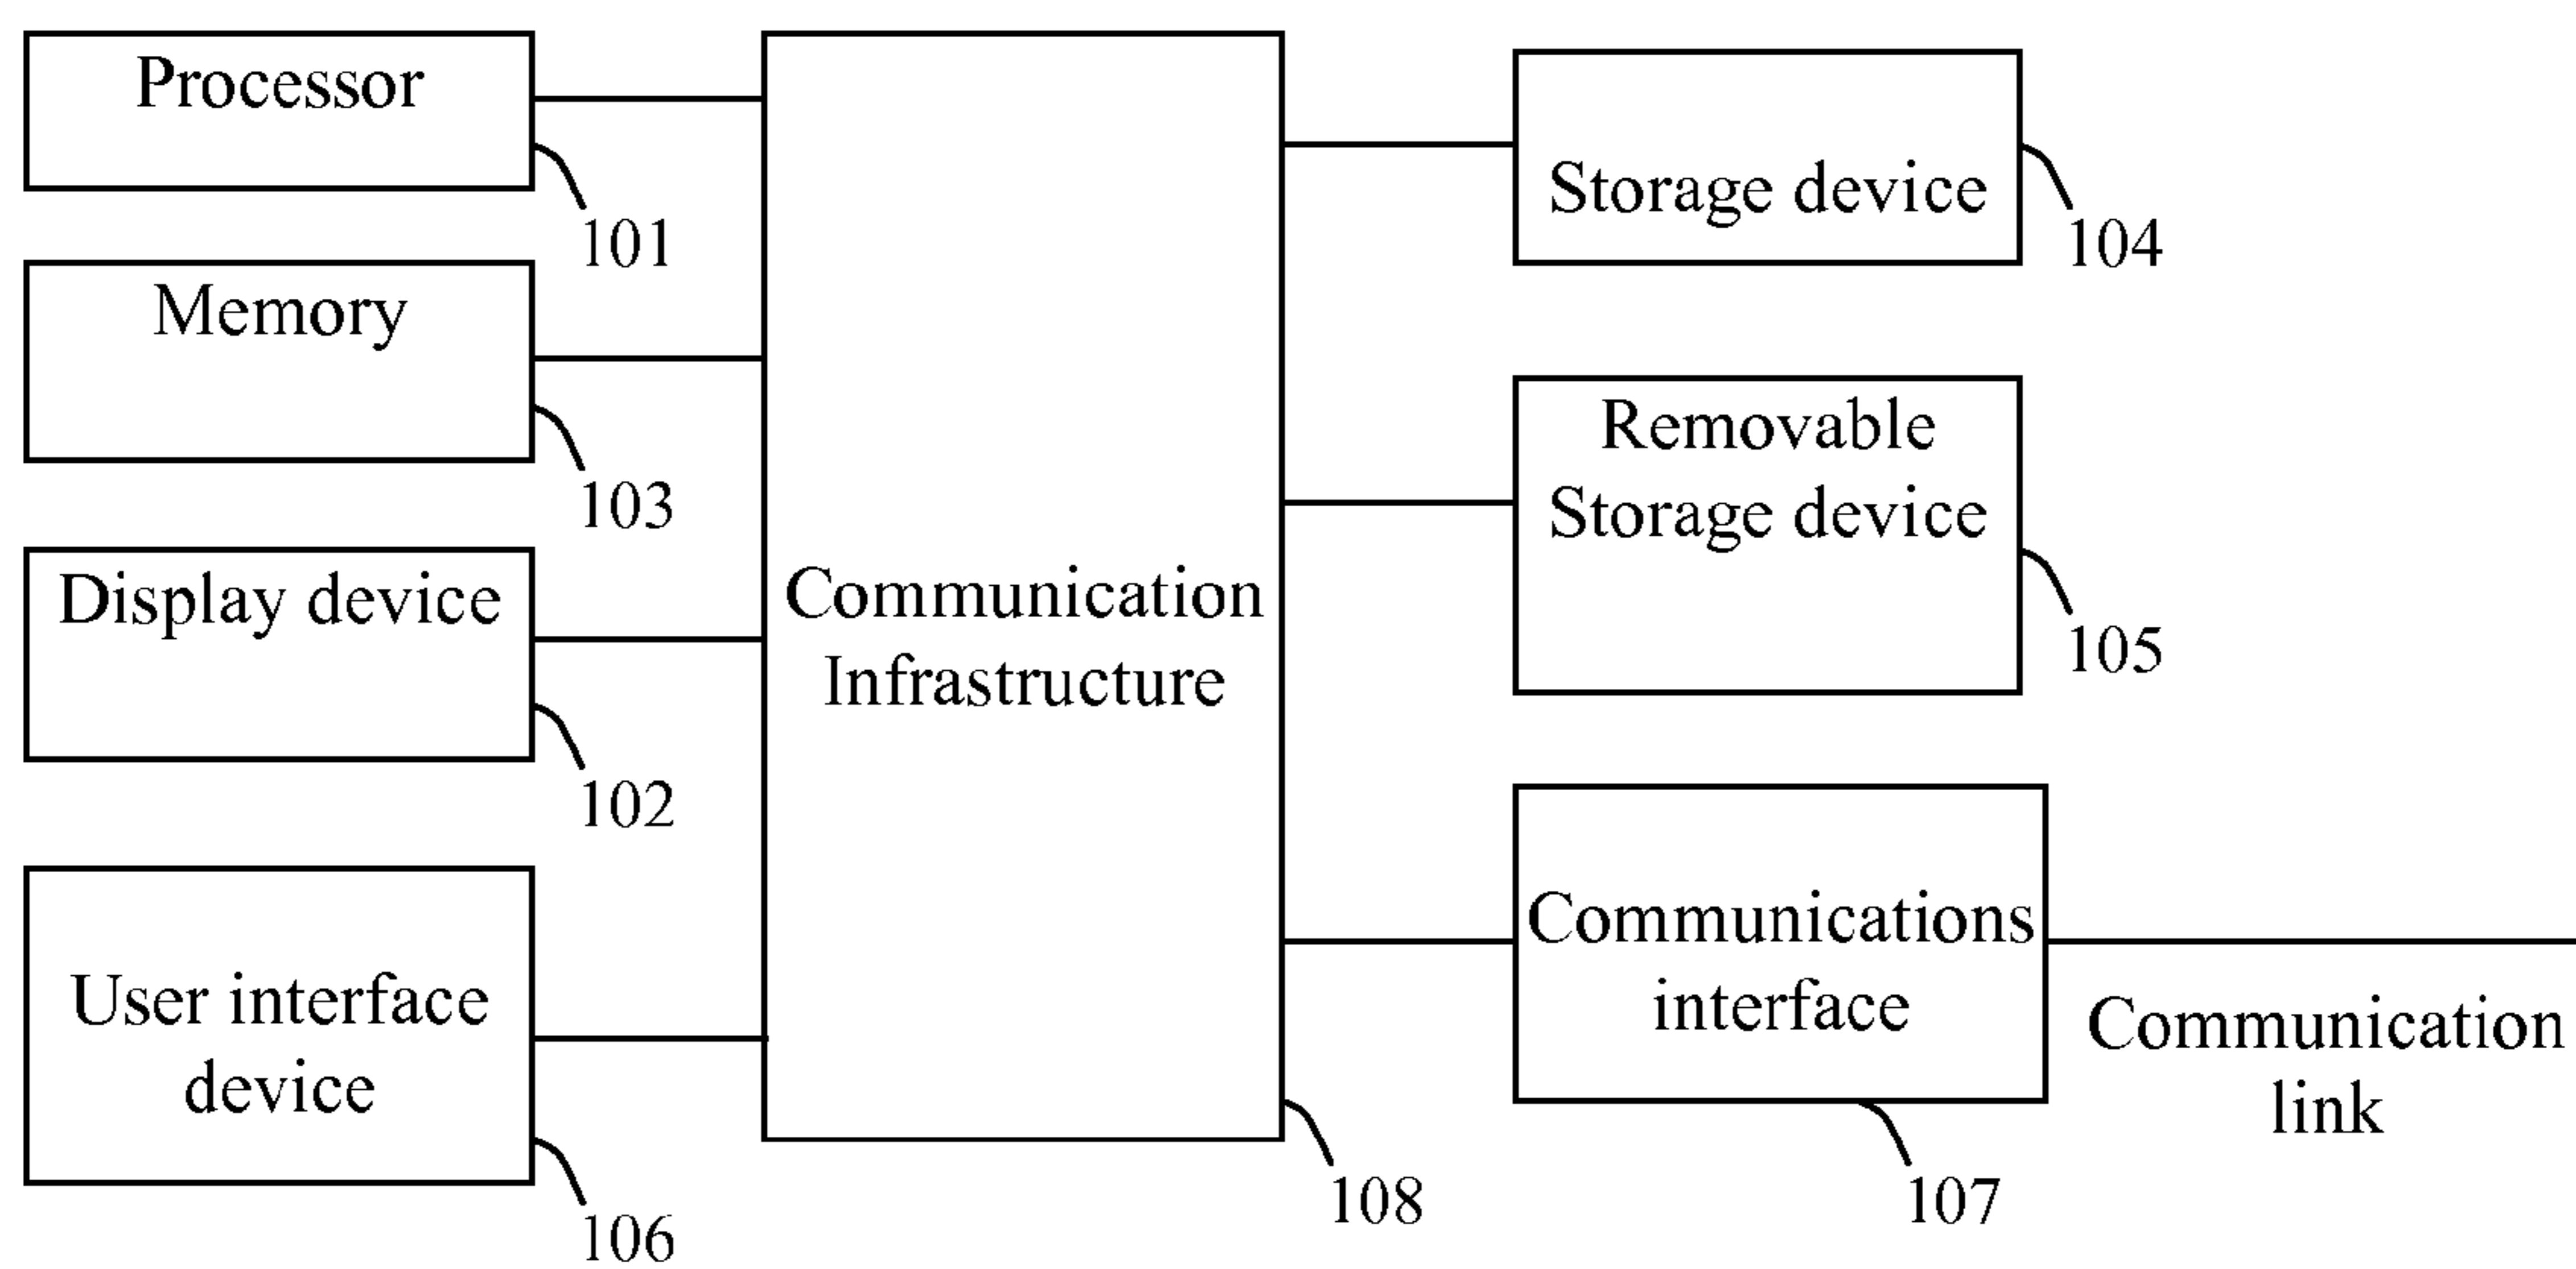 Processor
101
Memory
103
Display device
102
User interface
device
106
Communication
Infrastructure
108
Storage device
104
Removable
Storage device
105
Communications
interface
107
Communication
link